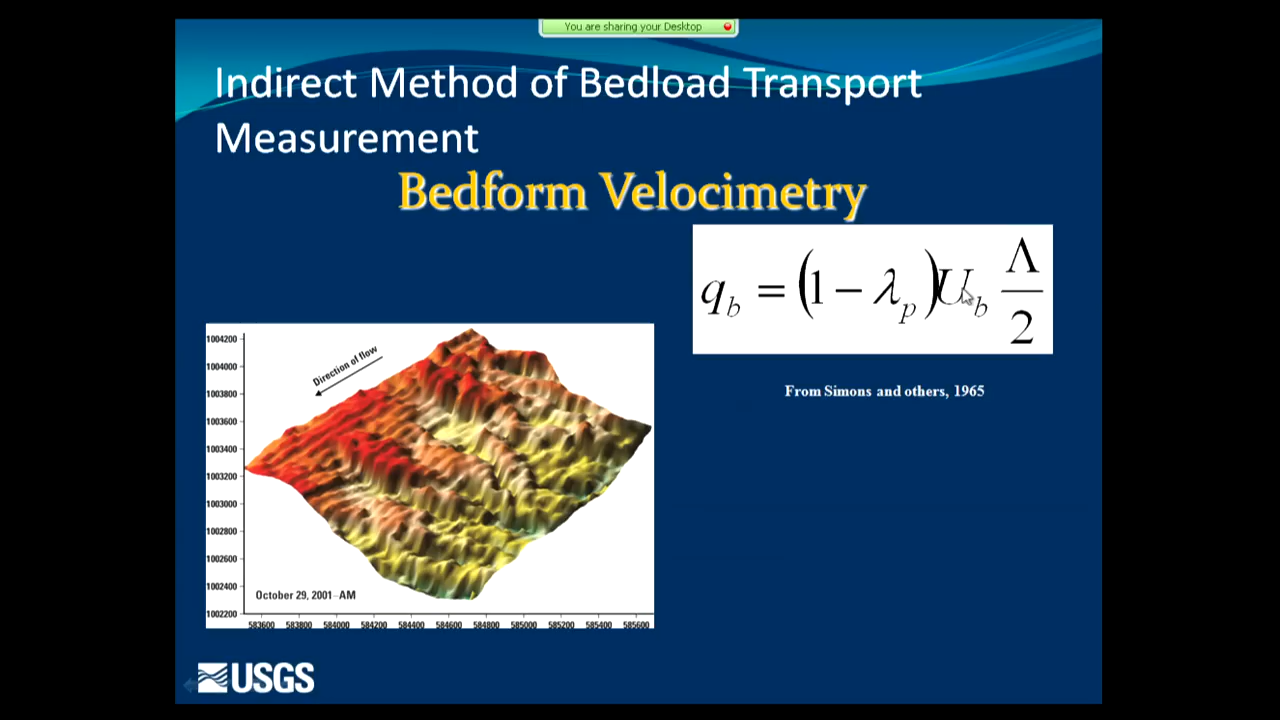 You are sharing your Desktop
Indirect Method of Bedload Transport
Measurement
Bedform Velocimetry
q_b = (1 − λ_p) U_b Λ/2
From Simons and others, 1965
Direction of flow
1004200
1004000
1003800
1003600
1003400
1003200
1003000
1002800
1002600
1002400
1002200
October 29, 2001–AM
583600 583800 584000 584200 584400 584600 584800 585000 585200 585400 585600
USGS